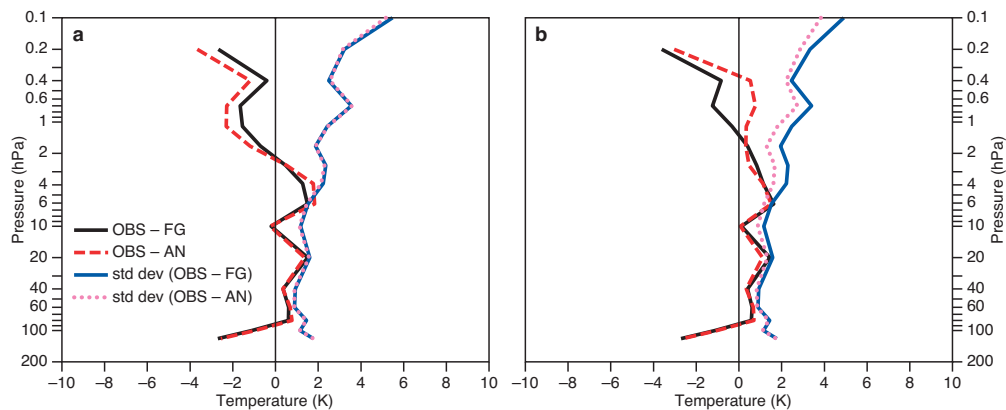 a
0.1
0.2
0.4
0.6
1
2
4
6
10
20
40
60
100
200
Pressure (hPa)
OBS – FG
OBS – AN
std dev (OBS – FG)
std dev (OBS – AN)
–10 –8 –6 –4 –2 0 2 4 6 8 10
Temperature (K)
b
0.1
0.2
0.4
0.6
1
2
4
6
10
20
40
60
100
200
Pressure (hPa)
–10 –8 –6 –4 –2 0 2 4 6 8 10
Temperature (K)